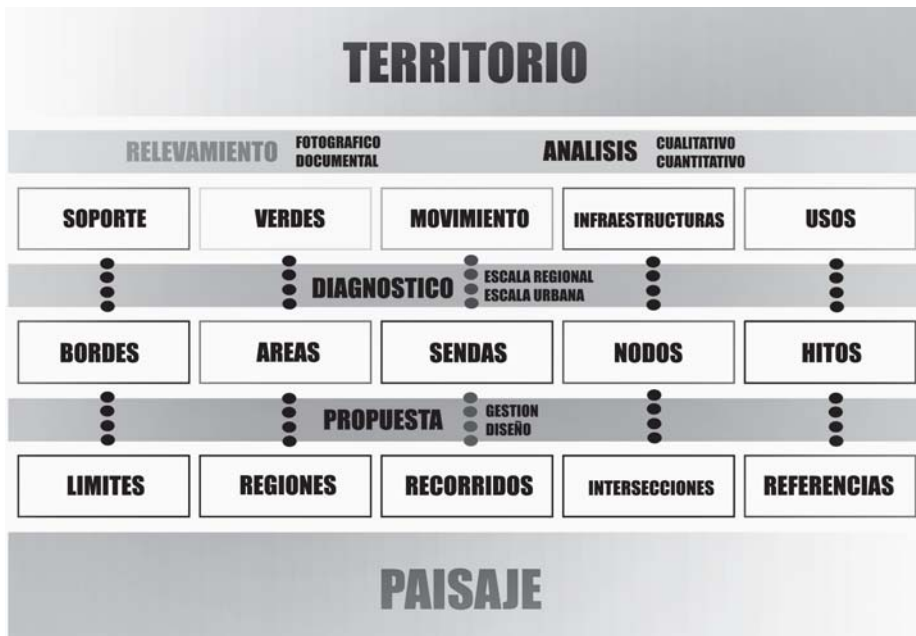 TERRITORIO
RELEVAMIENTO FOTOGRAFICO DOCUMENTAL ANALISIS CUALITATIVO CUANTITATIVO
SOPORTE VERDES MOVIMIENTO INFRAESTRUCTURAS USOS
DIAGNOSTICO ESCALA REGIONAL ESCALA URBANA
BORDES AREAS SENDAS NODOS HITOS
PROPUESTA GESTION DISEÑO
LIMITES REGIONES RECORRIDOS INTERSECCIONES REFERENCIAS
PAISAJE